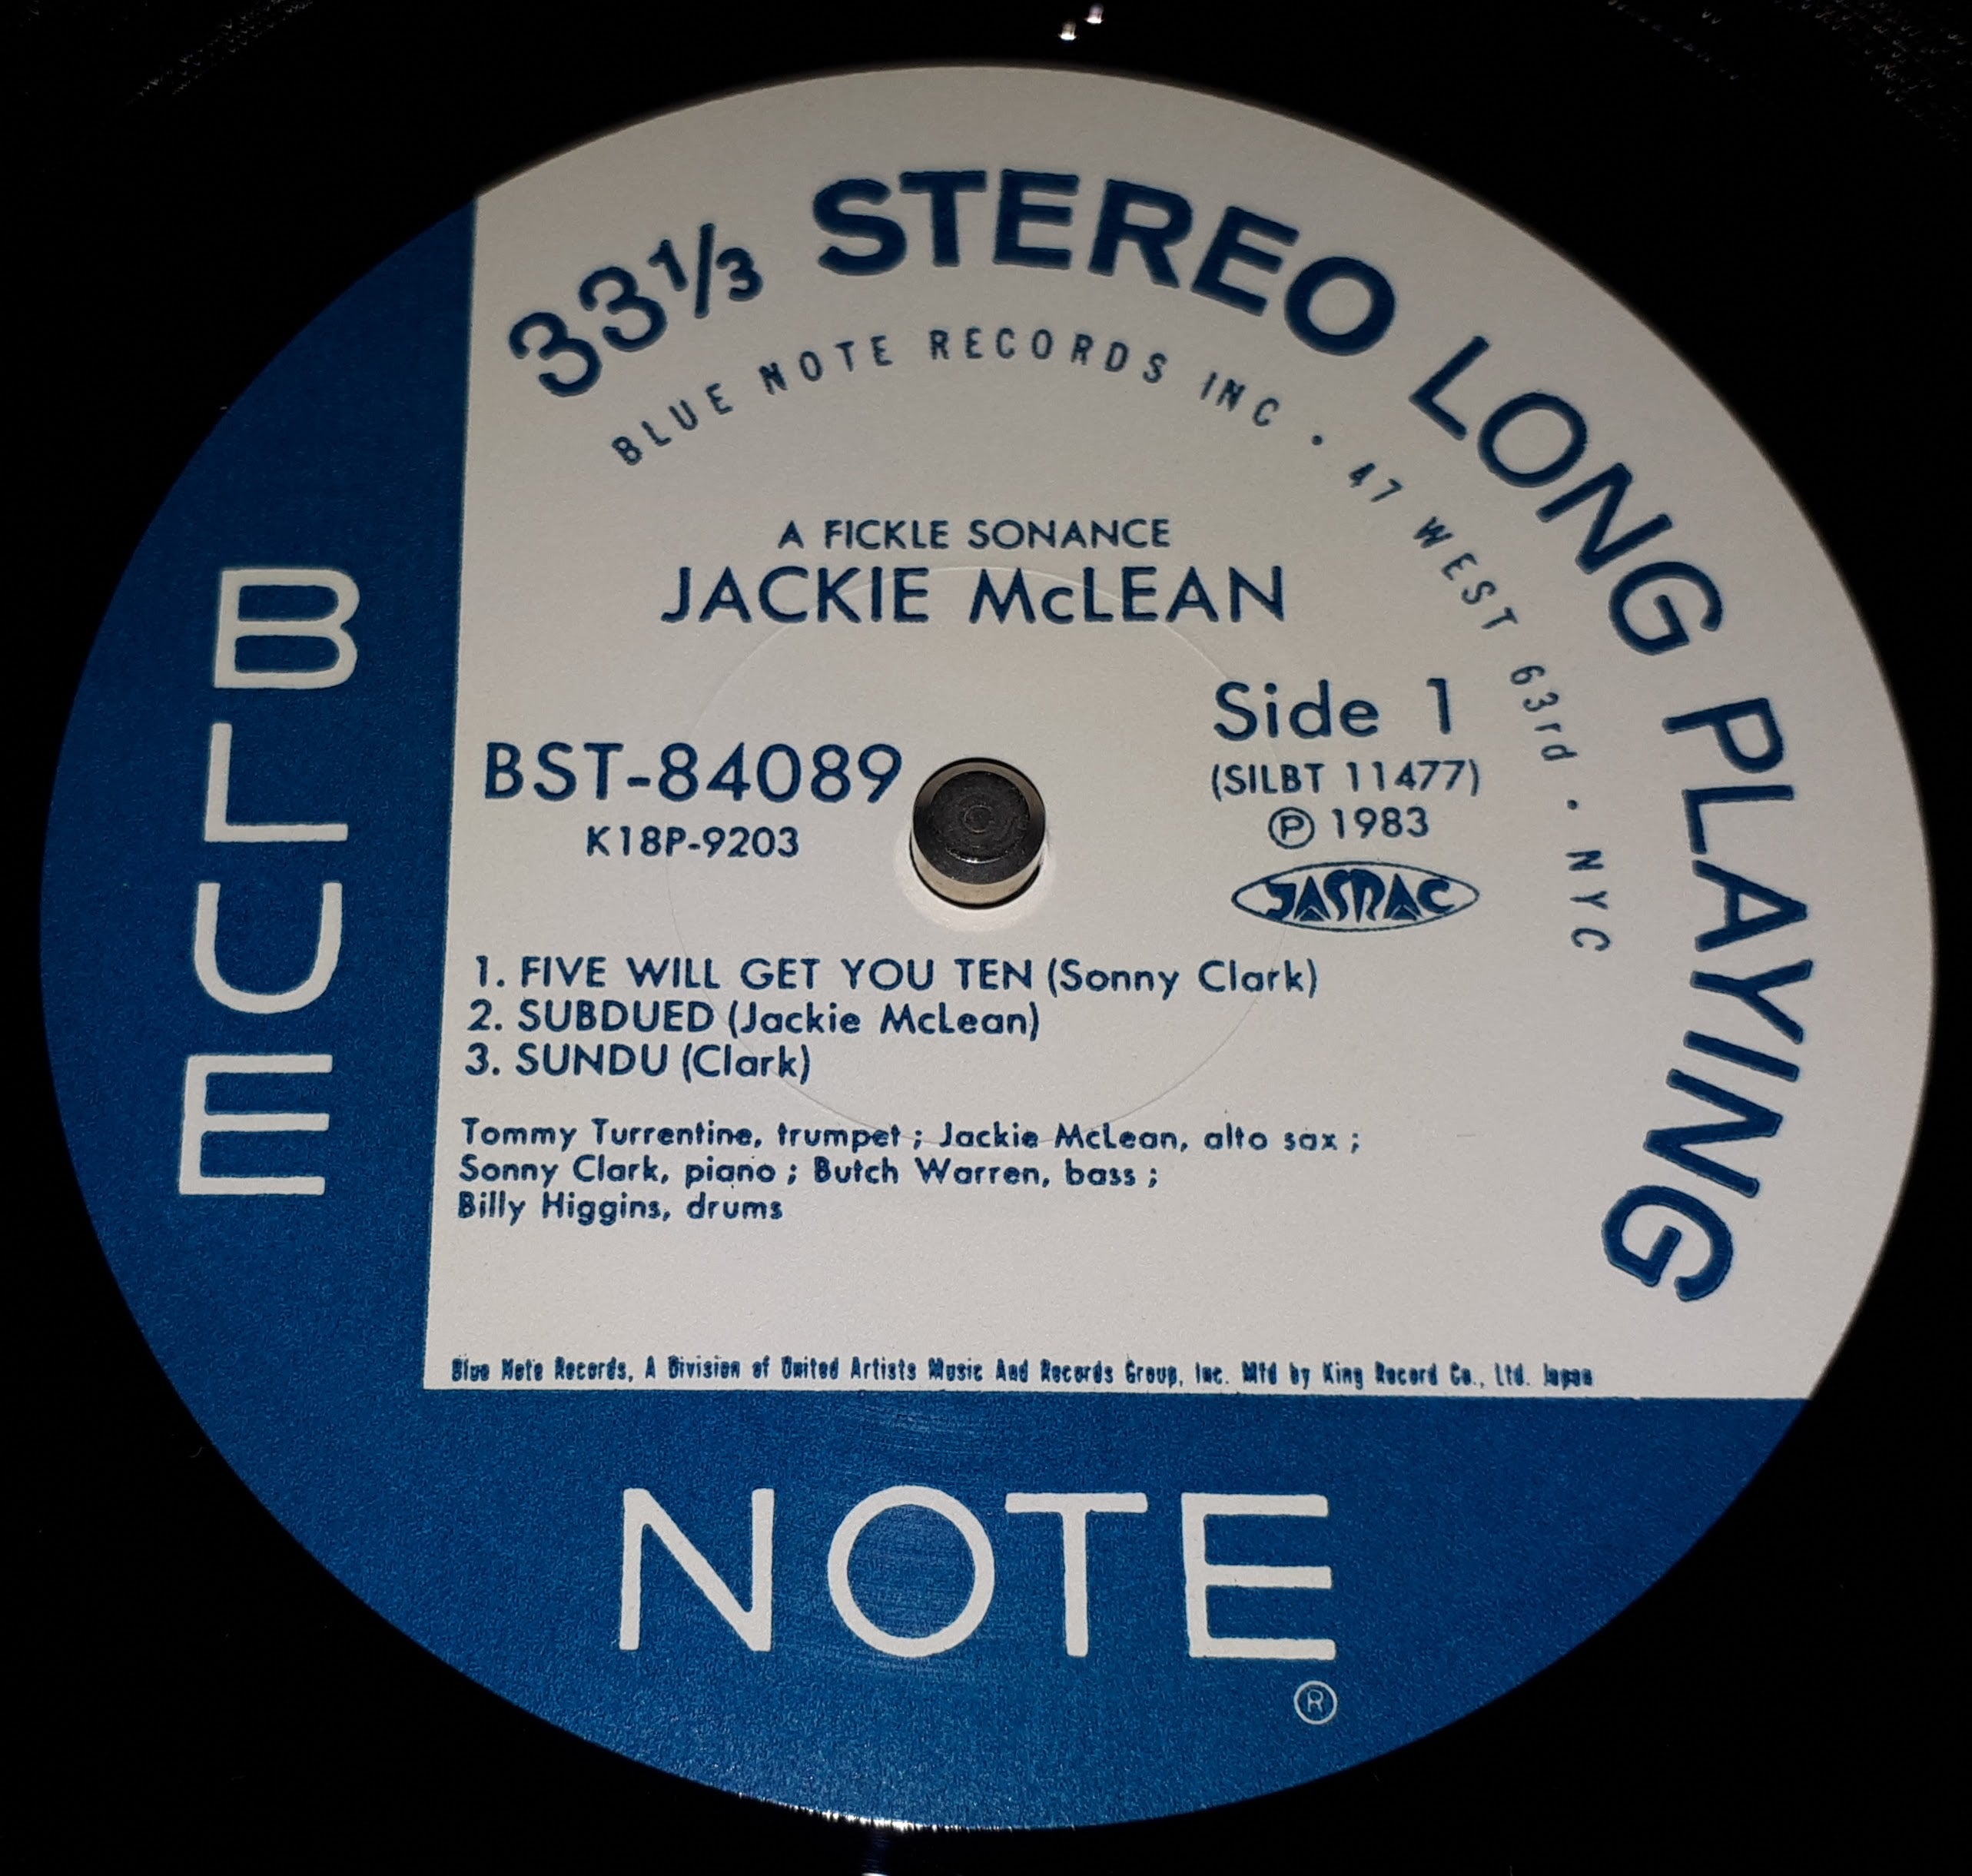 33⅓ STEREO LONG PLAYING
BLUE NOTE RECORDS INC · 47 WEST 63rd · NYC
A FICKLE SONANCE
JACKIE McLEAN
BST-84089
K18P-9203
Side 1
(SILBT 11477)
Ⓟ 1983
JASRAC
1. FIVE WILL GET YOU TEN (Sonny Clark)
2. SUBDUED (Jackie McLean)
3. SUNDU (Clark)
Tommy Turrentine, trumpet ; Jackie McLean, alto sax ;
Sonny Clark, piano ; Butch Warren, bass ;
Billy Higgins, drums
Blue Note Records, A Division of United Artists Music And Records Group, Inc. Mfd by King Record Co., Ltd. Japan
BLUE
NOTE
®